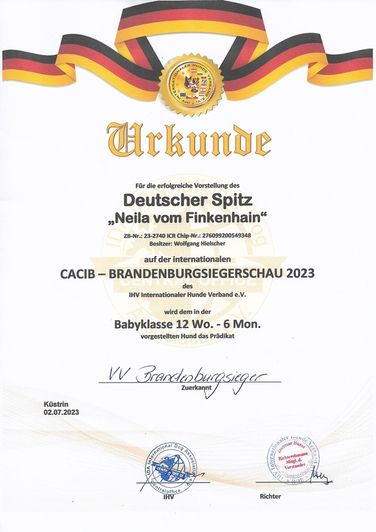 Urkunde
Für die erfolgreiche Vorstellung des
Deutscher Spitz
„Neila vom Finkenhain“
ZB-Nr.: 23-2740 ICR Chip-Nr.: 276099200549348
Besitzer: Wolfgang Hielscher
auf der internationalen
CACIB – BRANDENBURGSIEGERSCHAU 2023
des
IHV Internationaler Hunde Verband e.V.
wird dem in der
Babyklasse 12 Wo. - 6 Mon.
vorgestellten Hund das Prädikat
VV Brandenburgsieger
Zuerkannt
Küstrin
02.07.2023
IHV
Richter